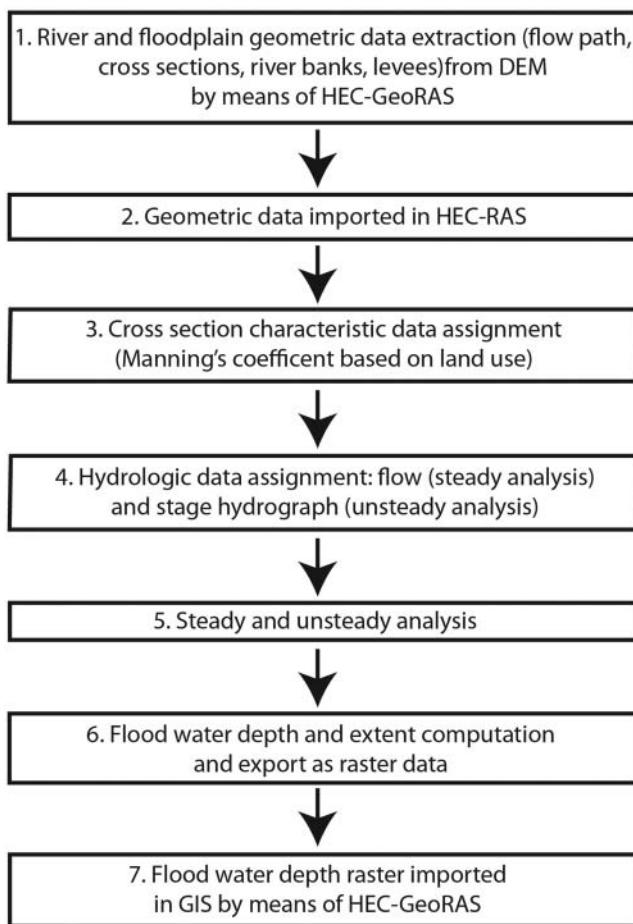 1. River and floodplain geometric data extraction (flow path,
cross sections, river banks, levees)from DEM
by means of HEC-GeoRAS
2. Geometric data imported in HEC-RAS
3. Cross section characteristic data assignment
(Manning's coefficent based on land use)
4. Hydrologic data assignment: flow (steady analysis)
and stage hydrograph (unsteady analysis)
5. Steady and unsteady analysis
6. Flood water depth and extent computation
and export as raster data
7. Flood water depth raster imported
in GIS by means of HEC-GeoRAS